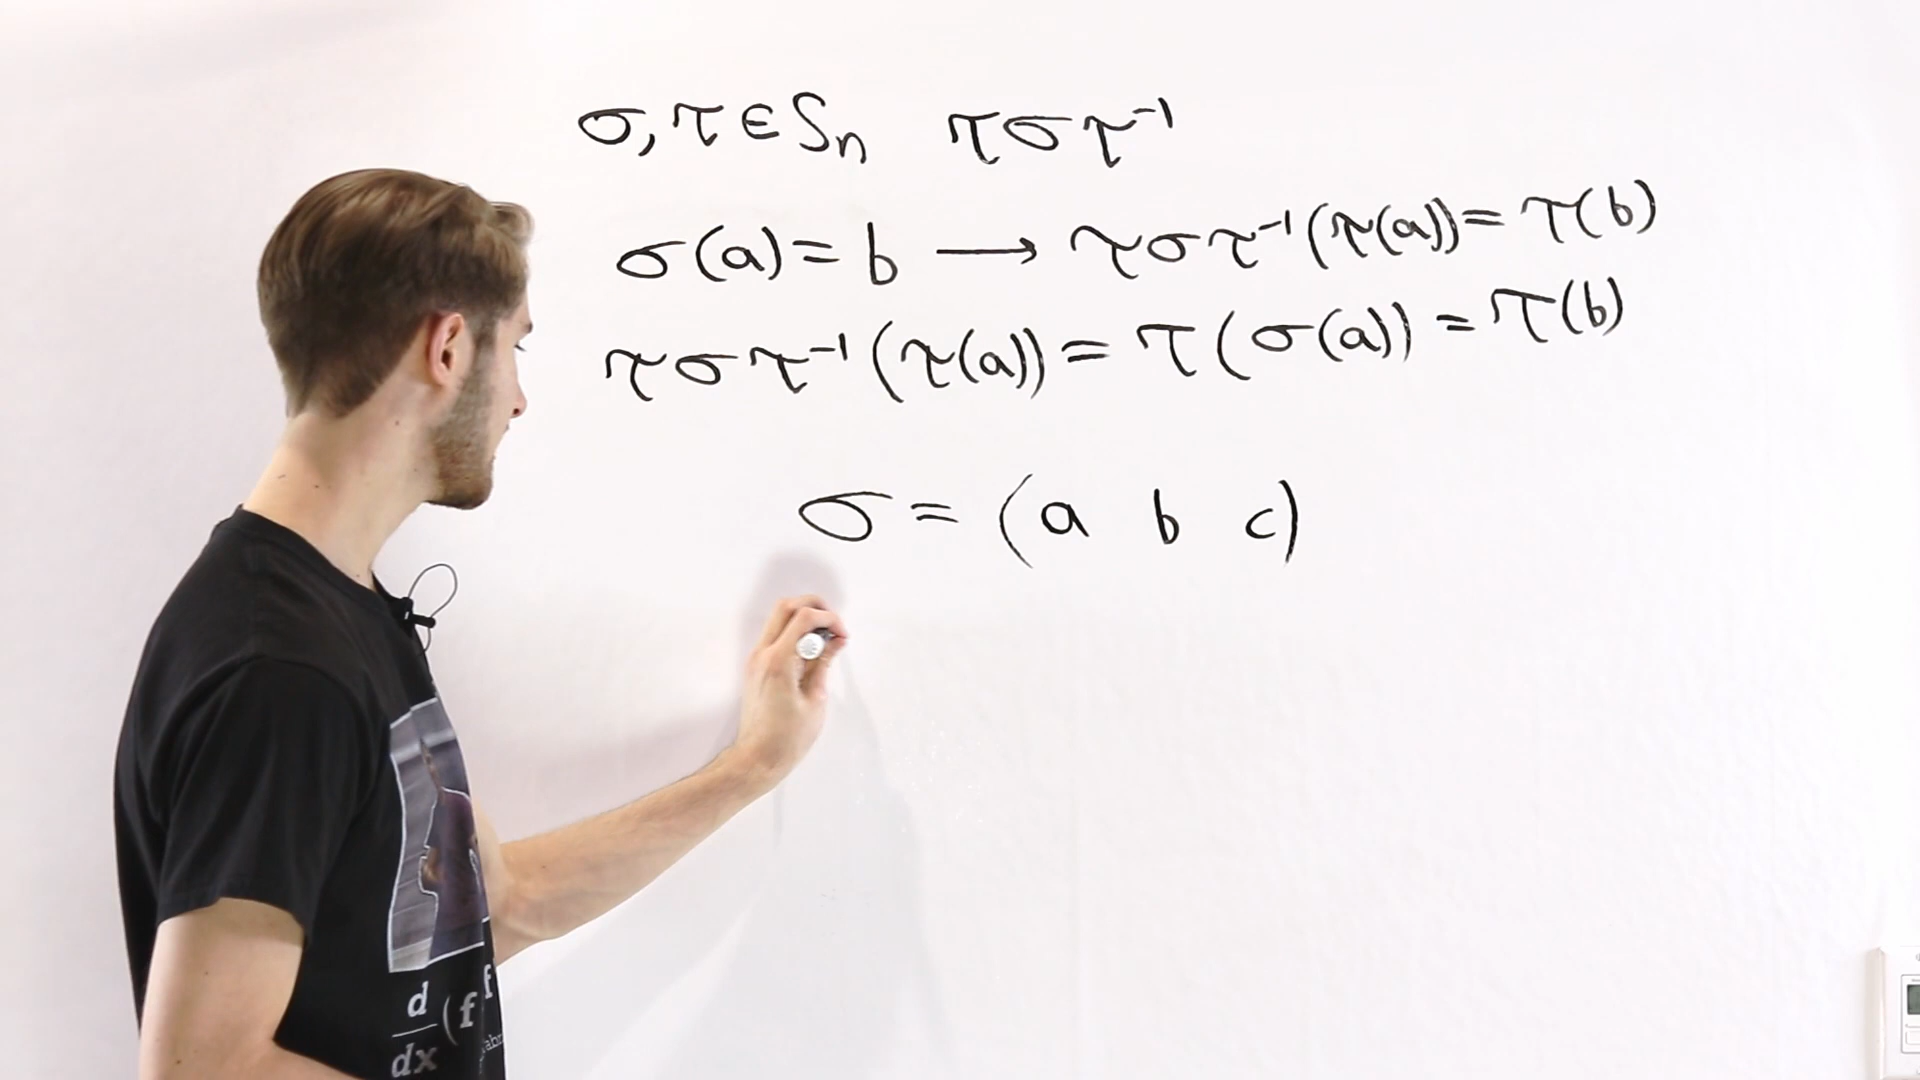 σ, τ ∈ Sₙ τστ⁻¹
σ(a) = b ⟶ τστ⁻¹(τ(a)) = τ(b)
τστ⁻¹(τ(a)) = τ(σ(a)) = τ(b)
σ = (a b c)
d/dx (f